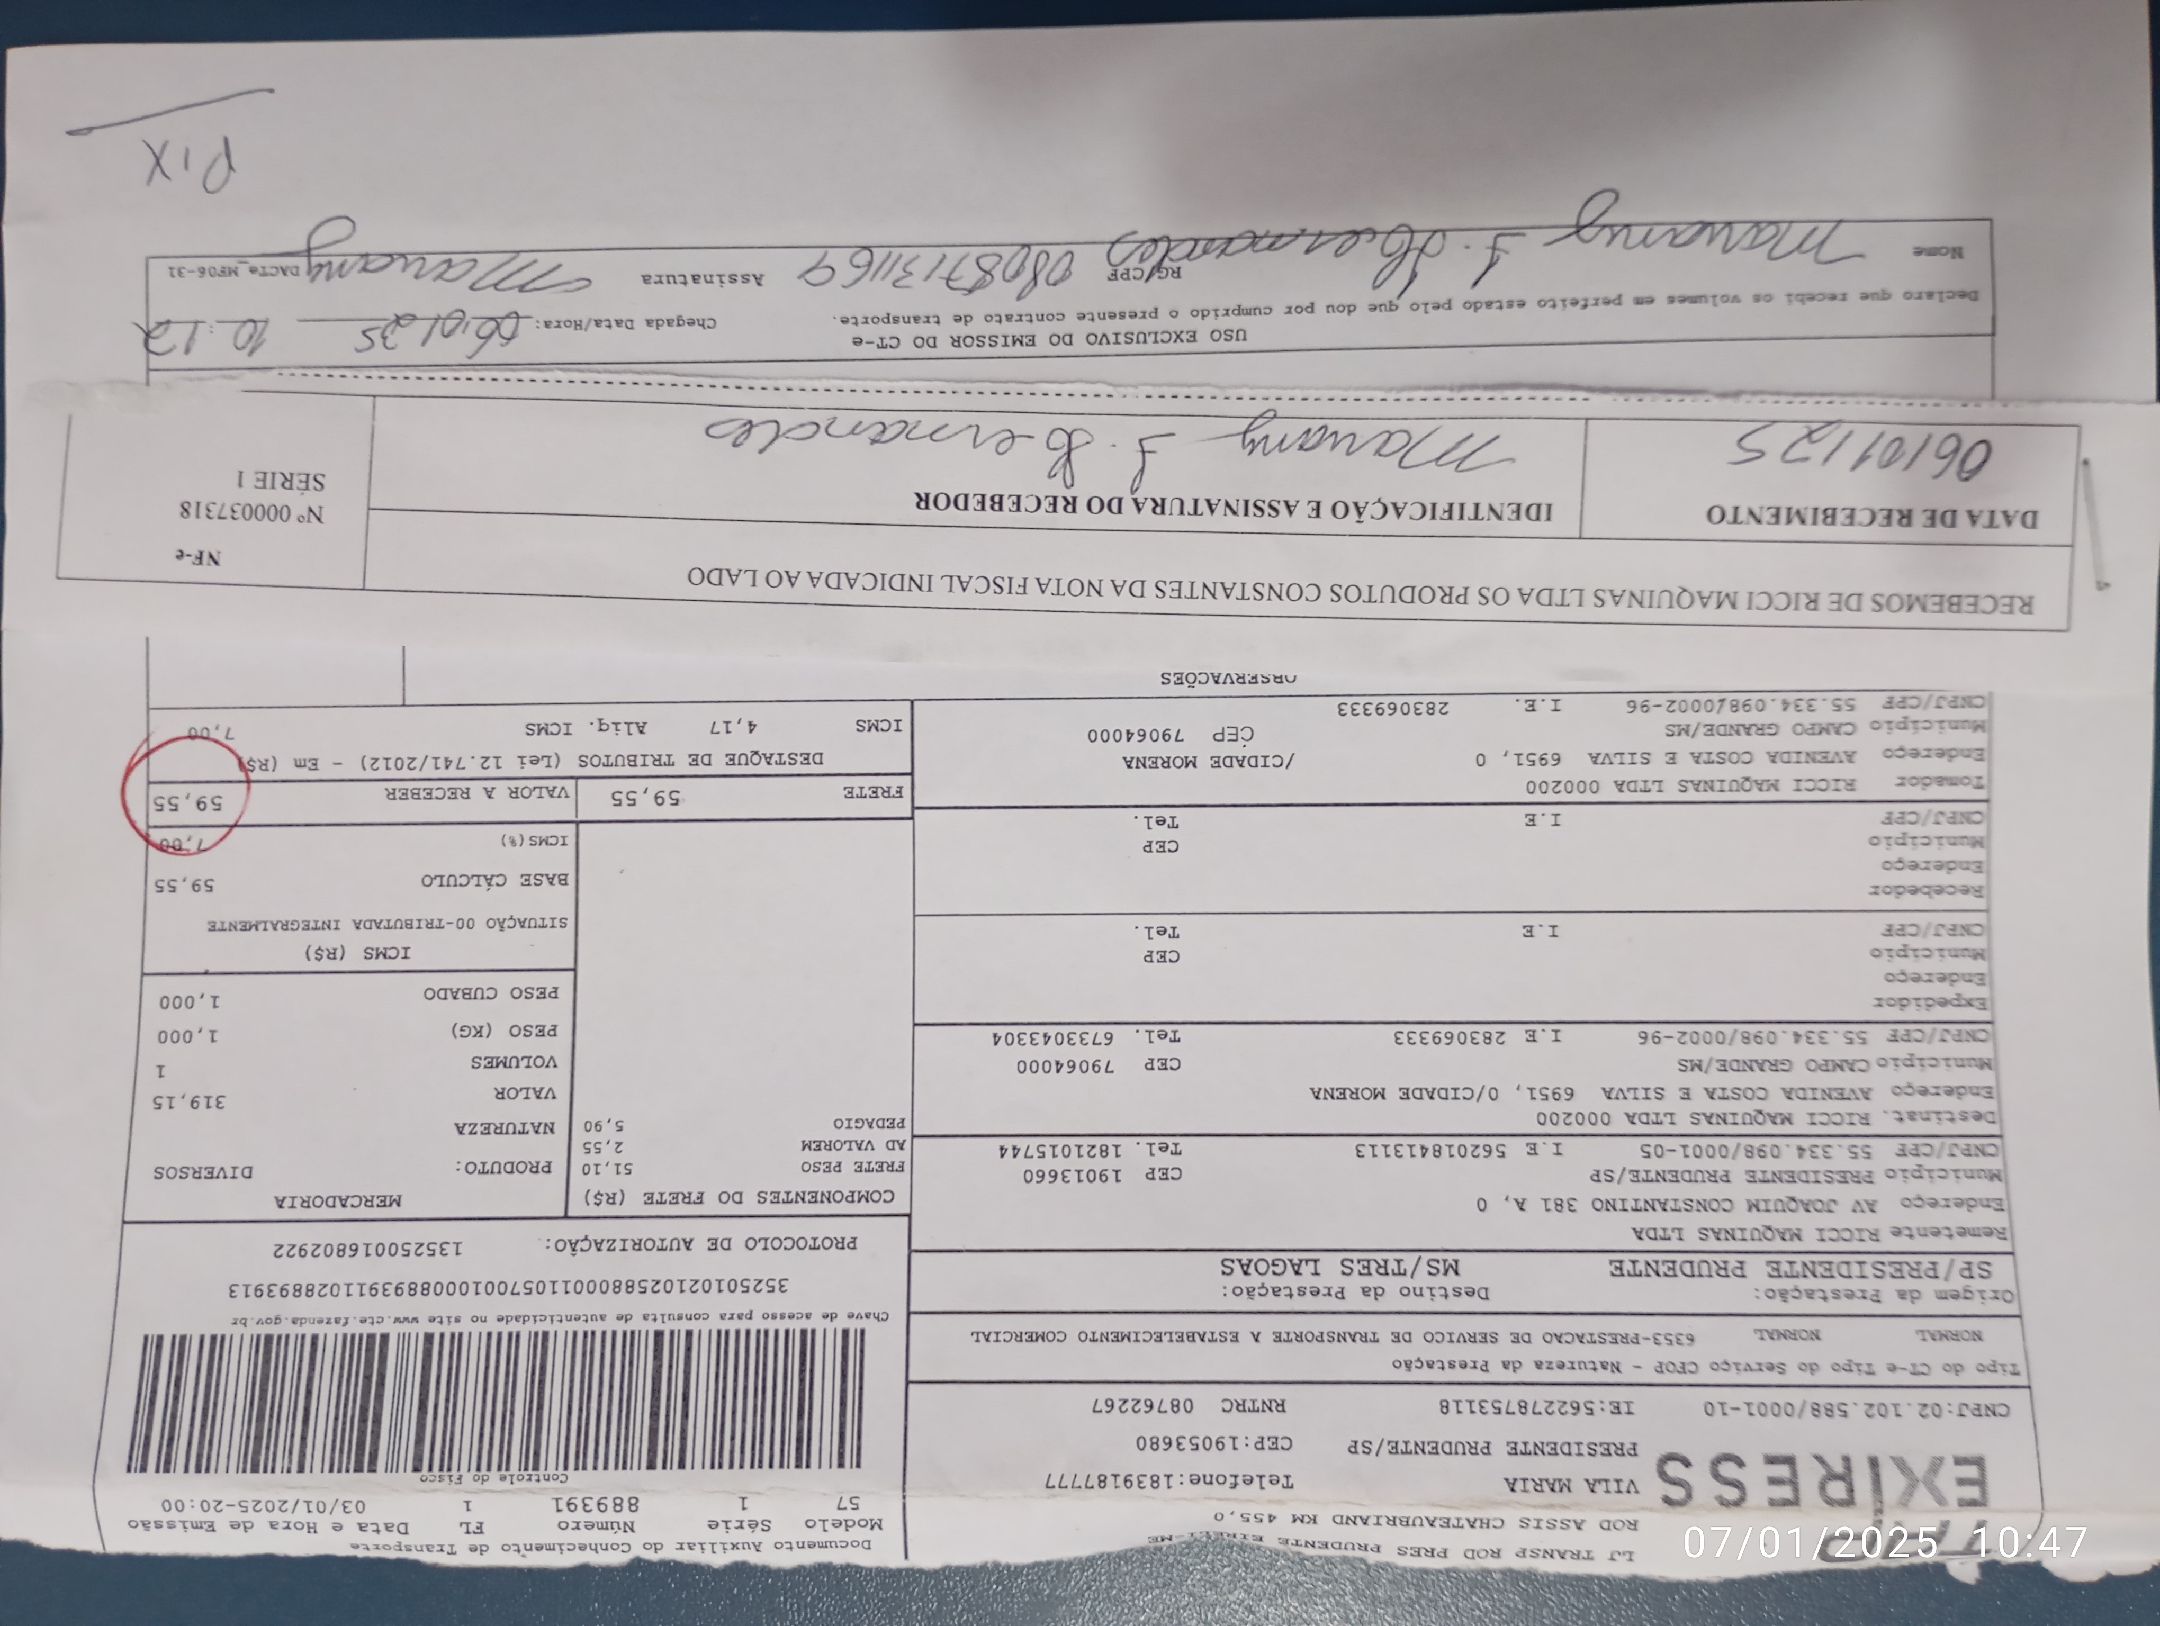 LJ TRANSP ROD PRES PRUDENTE EIRELI-ME
ROD ASSIS CHATEAUBRIAND KM 455,0
EXPRESS
VILA MARIA Telefone:1839187777
PRESIDENTE PRUDENTE/SP CEP:19053680
CNPJ:02.102.588/0001-10 IE:562278753118 RNTRC 08762267
Documento Auxiliar do Conhecimento de Transporte
Modelo Série Número FL Data e Hora de Emissão
57 1 889391 1 03/01/2025-20:00
Controle do Fisco
Chave de acesso para consulta de autenticidade no site www.cte.fazenda.gov.br
35250102102588000110570010008893911028893913
PROTOCOLO DE AUTORIZAÇÃO: 135250016802922
Tipo do CT-e Tipo do Serviço CFOP - Natureza da Prestação
NORMAL NORMAL 6353-PRESTACAO DE SERVICO DE TRANSPORTE A ESTABELECIMENTO COMERCIAL
Origem da Prestação: Destino da Prestação:
SP/PRESIDENTE PRUDENTE MS/TRES LAGOAS
Remetente RICCI MAQUINAS LTDA
Endereço AV JOAQUIM CONSTANTINO 381 A, 0
Município PRESIDENTE PRUDENTE/SP CEP 19013660
CNPJ/CPF 55.334.098/0001-05 I.E 562018413113 Tel. 1821015744
Destinat. RICCI MAQUINAS LTDA 000200
Endereço AVENIDA COSTA E SILVA 6951, 0/CIDADE MORENA
Município CAMPO GRANDE/MS CEP 79064000
CNPJ/CPF 55.334.098/0002-96 I.E 283069333 Tel. 6733043304
Expedidor
Endereço
Município CEP
CNPJ/CPF I.E Tel.
Recebedor
Endereço
Município CEP
CNPJ/CPF I.E Tel.
Tomador RICCI MAQUINAS LTDA 000200
Endereço AVENIDA COSTA E SILVA 6951, 0 /CIDADE MORENA
Município CAMPO GRANDE/MS CEP 79064000
CNPJ/CPF 55.334.098/0002-96 I.E. 283069333
COMPONENTES DO FRETE (R$)
FRETE PESO 51,10
AD VALOREM 2,55
PEDAGIO 5,90
MERCADORIA
PRODUTO: DIVERSOS
NATUREZA
VALOR 319,15
VOLUMES 1
PESO (KG) 1,000
PESO CUBADO 1,000
ICMS (R$)
SITUAÇÃO 00-TRIBUTADA INTEGRALMENTE
BASE CÁLCULO 59,55
ICMS(%) 7,00
FRETE 59,55 VALOR A RECEBER 59,55
DESTAQUE DE TRIBUTOS (Lei 12.741/2012) - Em (R$)
ICMS 4,17 Aliq. ICMS 7,00
OBSERVAÇÕES
RECEBEMOS DE RICCI MAQUINAS LTDA OS PRODUTOS CONSTANTES DA NOTA FISCAL INDICADA AO LADO
DATA DE RECEBIMENTO
06/01/25
IDENTIFICAÇÃO E ASSINATURA DO RECEBEDOR
NF-e
Nº 000037318
SÉRIE 1
USO EXCLUSIVO DO EMISSOR DO CT-e
Chegada Data/Hora: 06/01/25 10:12
Declaro que recebi os volumes em perfeito estado pelo que dou por cumprido o presente contrato de transporte.
Nome RG/CPF Assinatura DACTe_MF06-31
PIX
07/01/2025 10:47